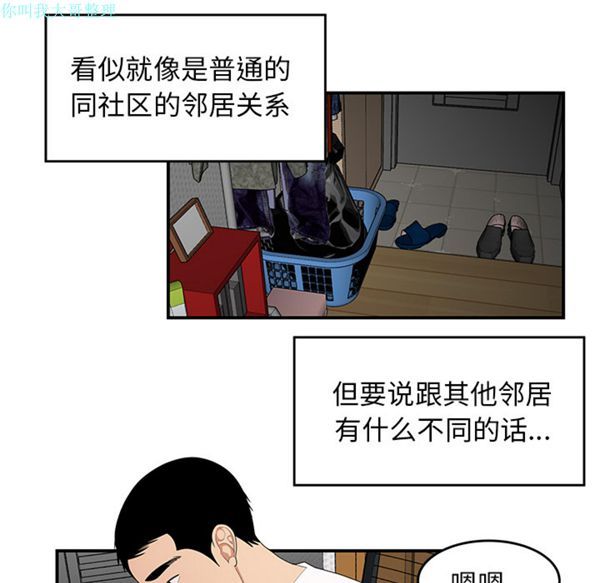 你叫我大哥整理
看似就像是普通的
同社区的邻居关系
但要说跟其他邻居
有什么不同的话...
嗯嗯